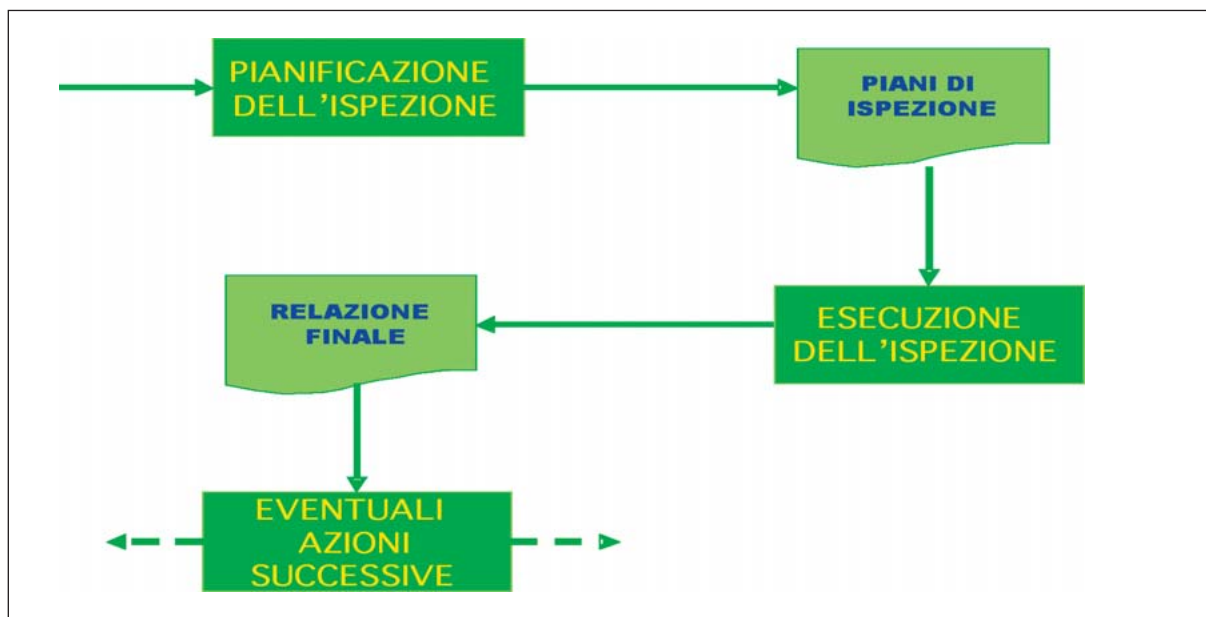 PIANIFICAZIONE
DELL'ISPEZIONE
PIANI DI
ISPEZIONE
ESECUZIONE
DELL'ISPEZIONE
RELAZIONE
FINALE
EVENTUALI
AZIONI
SUCCESSIVE